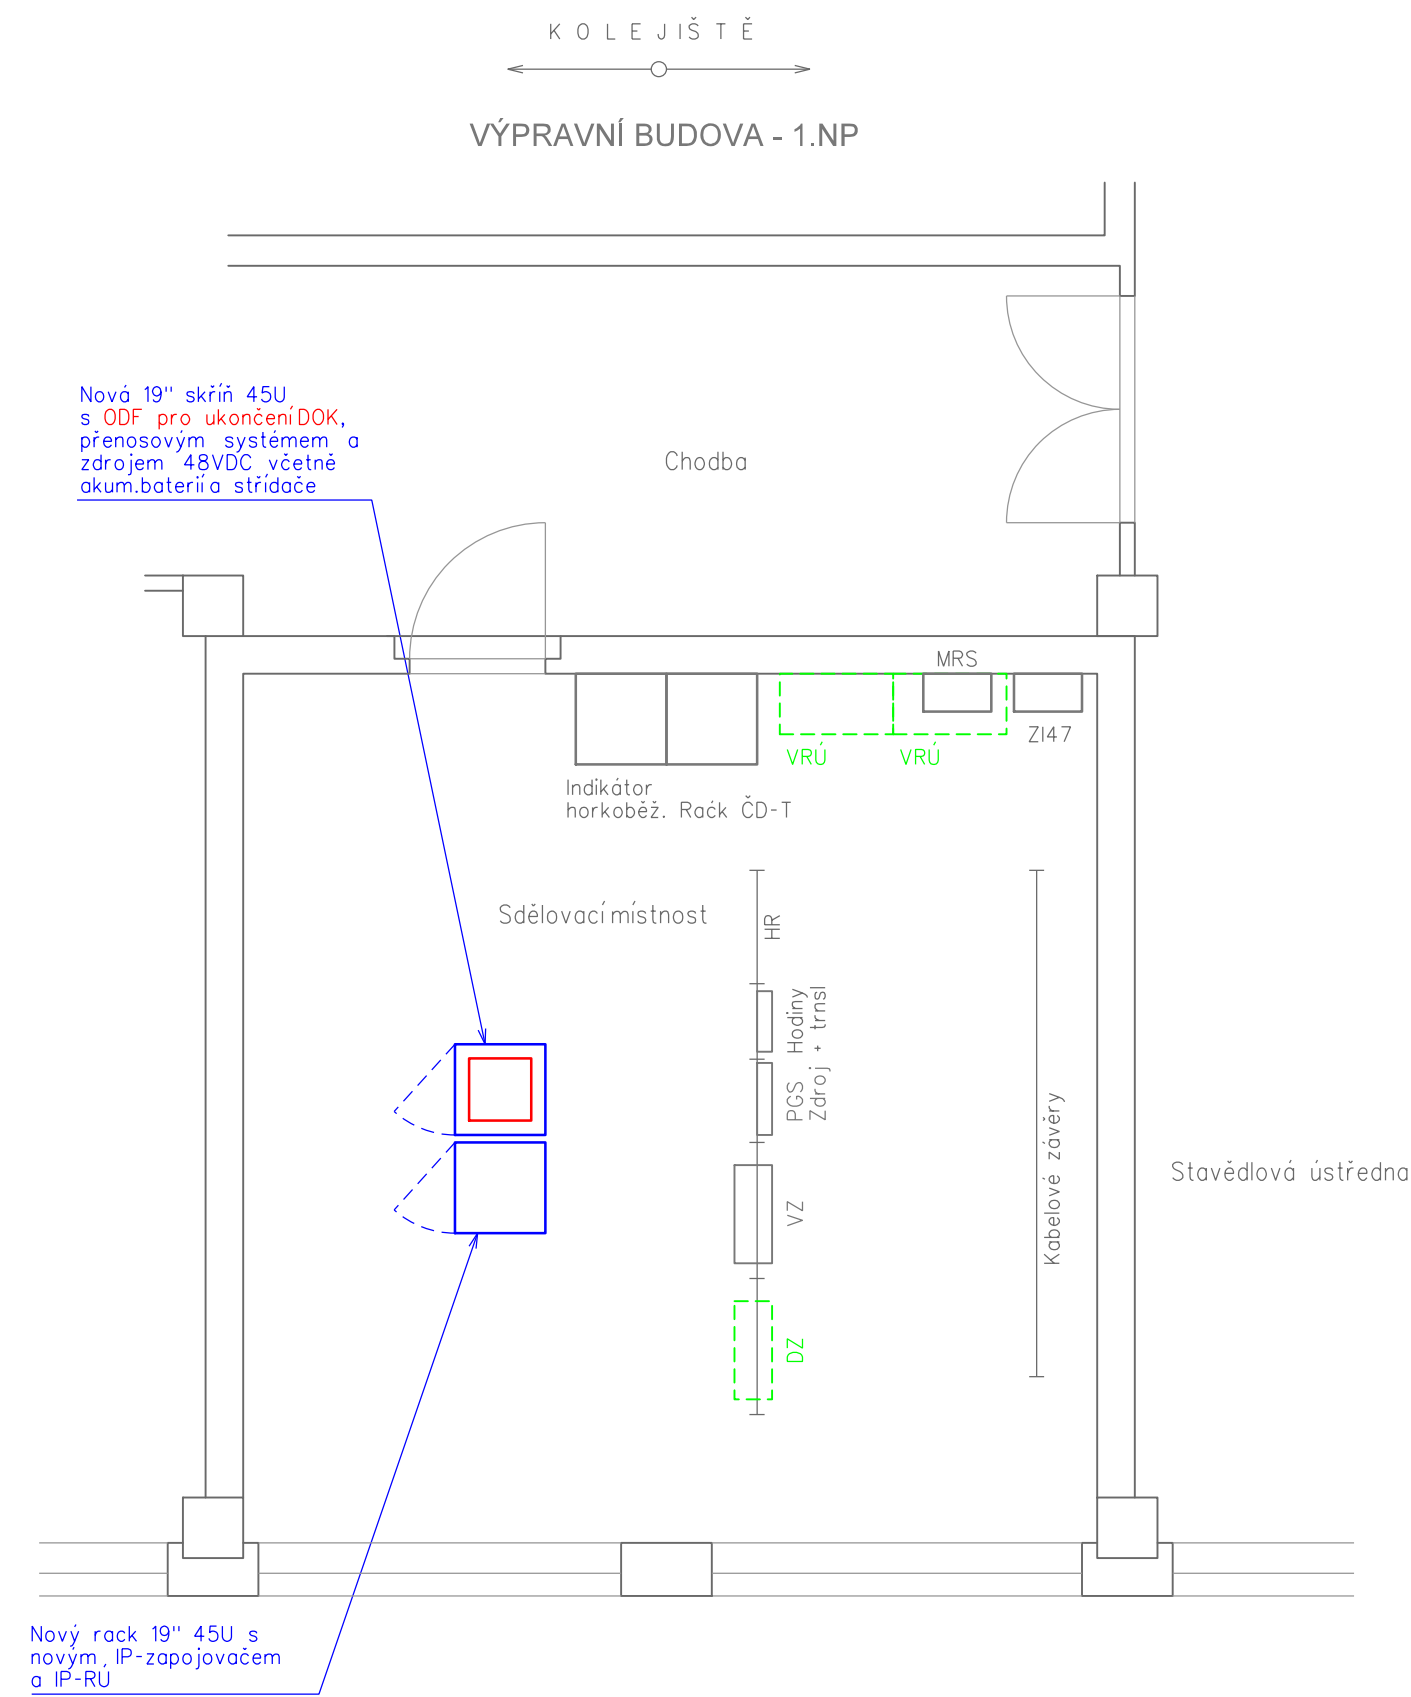 KOLEJIŠTĚ
VÝPRAVNÍ BUDOVA - 1.NP
Nová 19" skříň 45U
s ODF pro ukončení DOK,
přenosovým systémem a
zdrojem 48VDC včetně
akum.baterií a střídače
Chodba
MRS
ZI47
VRÚ
VRÚ
Indikátor
horkoběž. Raćk ČD-T
Sdělovací místnost
HR
Hodiny
PGS
Zdroj + trnsl
VZ
DZ
Kabelové závěry
Stavědlová ústředna
Nový rack 19" 45U s
novým IP-zapojovačem
a IP-RÚ